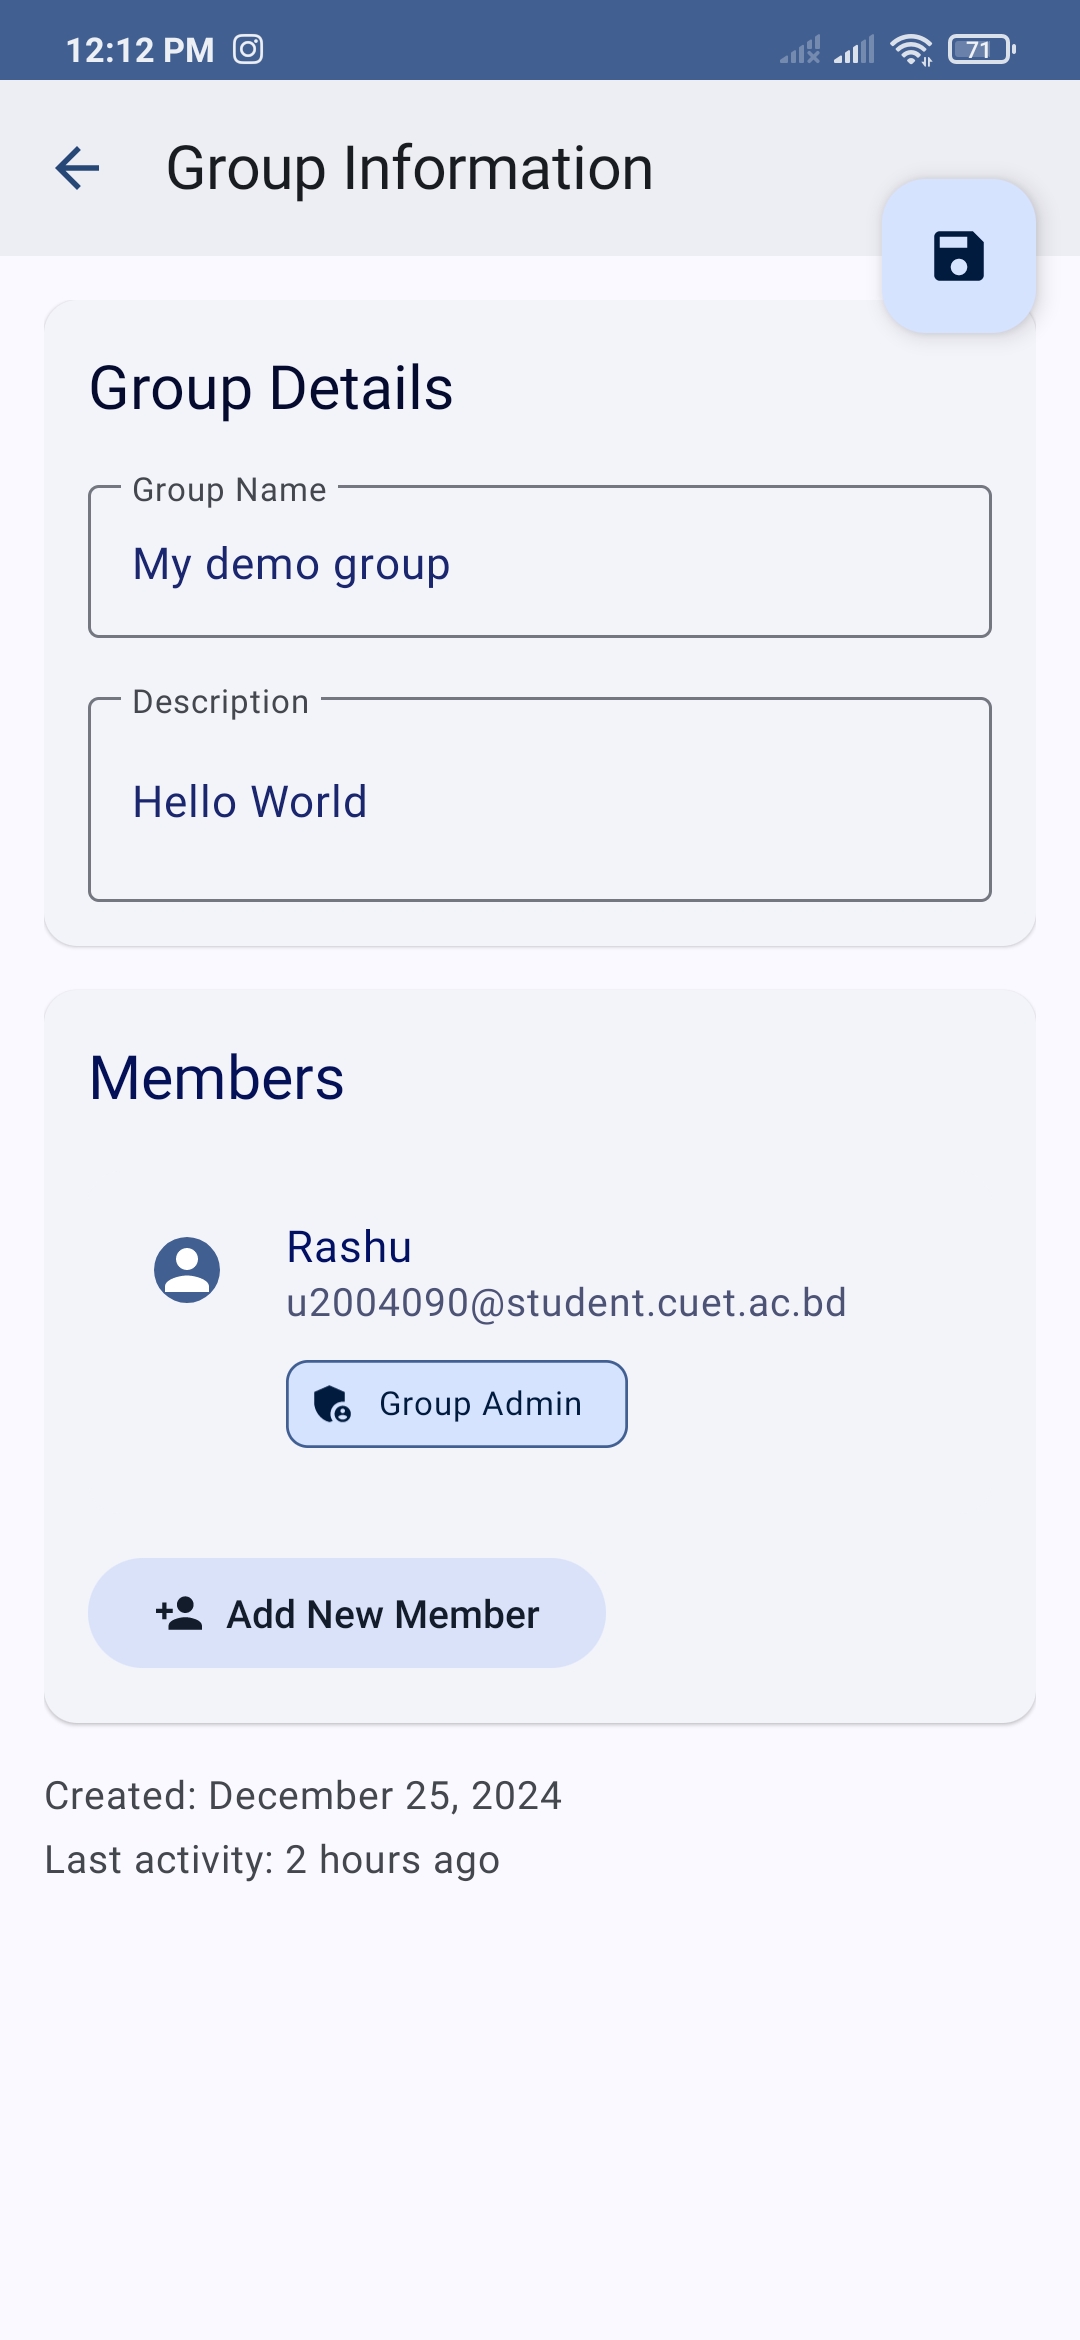 12:12 PM
71
Group Information
Group Details
Group Name
My demo group
Description
Hello World
Members
Rashu
u2004090@student.cuet.ac.bd
Group Admin
Add New Member
Created: December 25, 2024
Last activity: 2 hours ago